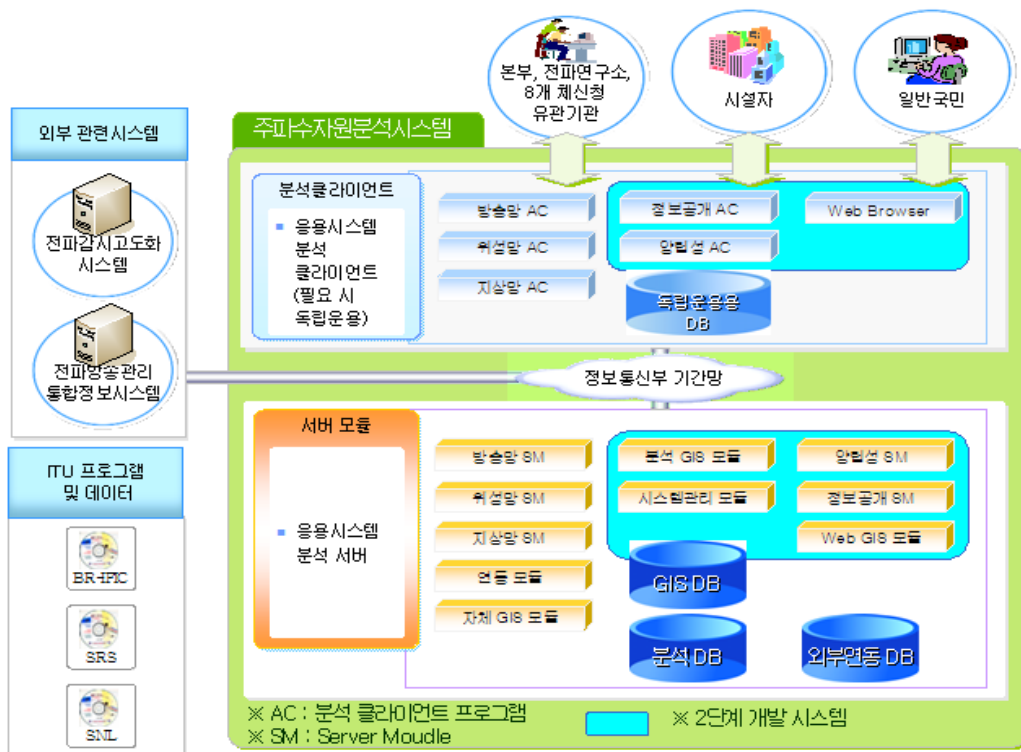 본부, 전파연구소,
8개 체신청
유관기관
시설자
일반국민
외부 관련시스템
전파감시고도화
시스템
전파방송관리
통합정보시스템
ITU 프로그램
및 데이터
BR-IFIC
SRS
SNL
주파수자원분석시스템
분석클라이언트
응용시스템
분석
클라이언트
(필요 시
독립운용)
방송망 AC
위성망 AC
지상망 AC
정보공개 AC
양립성 AC
Web Browser
독립운용용
DB
정보통신부 기간망
서버 모듈
응용시스템
분석 서버
방송망 SM
위성망 SM
지상망 SM
연동 모듈
자체 GIS 모듈
분석 GIS 모듈
시스템관리 모듈
양립성 SM
정보공개 SM
Web GIS 모듈
GIS DB
분석 DB
외부연동 DB
※ AC : 분석 클라이언트 프로그램
※ SM : Server Moudle
※ 2단계 개발 시스템